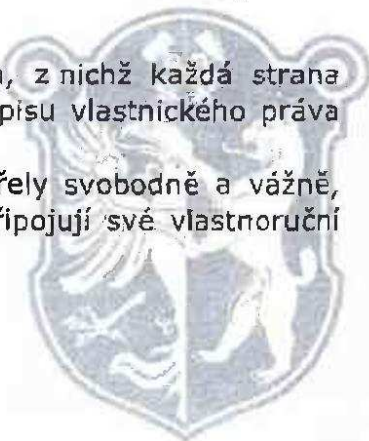 , z nichž každá strana
pisu vlastnického práva
řely svobodně a vážně,
řipojují své vlastnoruční